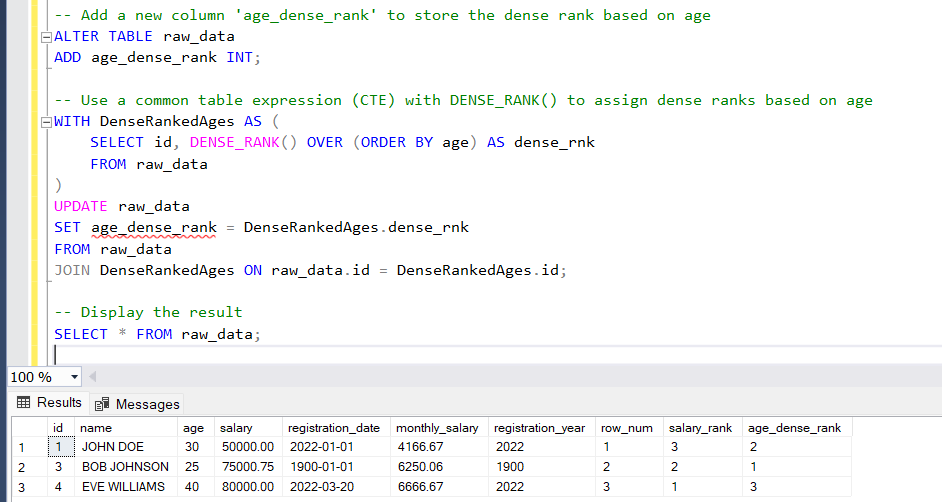 -- Add a new column 'age_dense_rank' to store the dense rank based on age
ALTER TABLE raw_data
ADD age_dense_rank INT;
-- Use a common table expression (CTE) with DENSE_RANK() to assign dense ranks based on age
WITH DenseRankedAges AS (
SELECT id, DENSE_RANK() OVER (ORDER BY age) AS dense_rnk
FROM raw_data
)
UPDATE raw_data
SET age_dense_rank = DenseRankedAges.dense_rnk
FROM raw_data
JOIN DenseRankedAges ON raw_data.id = DenseRankedAges.id;
-- Display the result
SELECT * FROM raw_data;
100 %
Results Messages
id name age salary registration_date monthly_salary registration_year row_num salary_rank age_dense_rank
1 1 JOHN DOE 30 50000.00 2022-01-01 4166.67 2022 1 3 2
2 3 BOB JOHNSON 25 75000.75 1900-01-01 6250.06 1900 2 2 1
3 4 EVE WILLIAMS 40 80000.00 2022-03-20 6666.67 2022 3 1 3